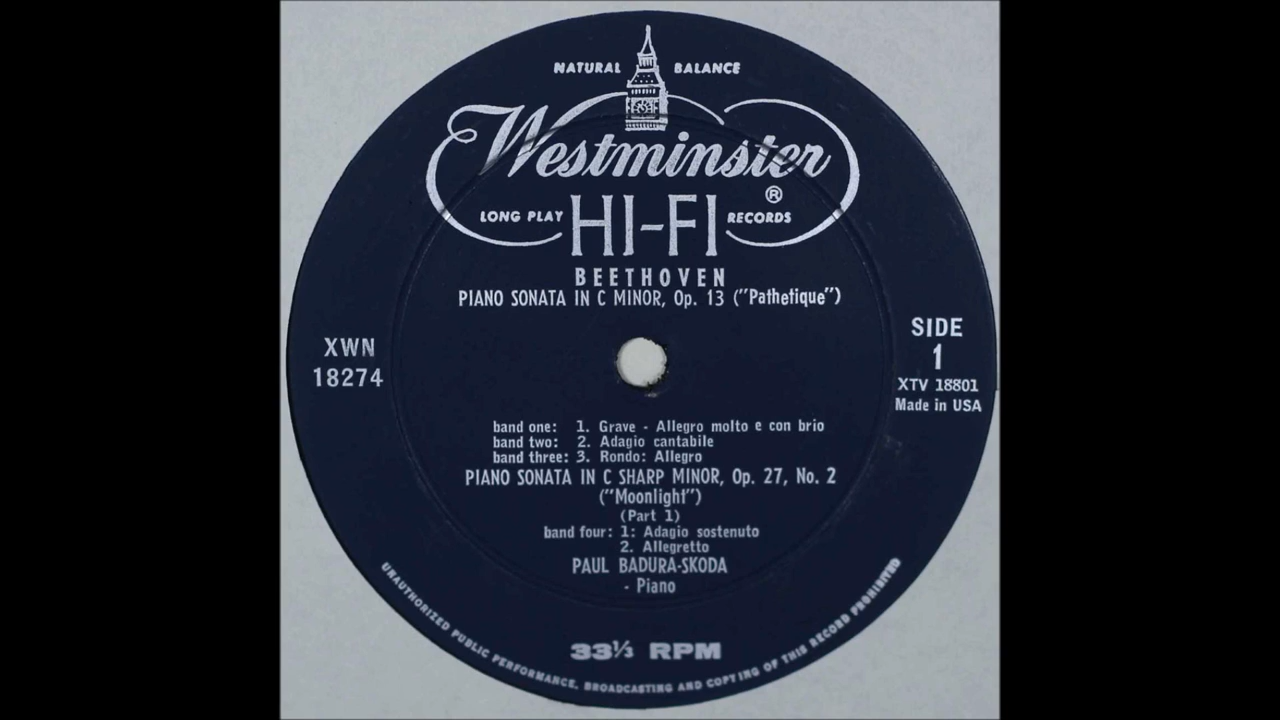 NATURAL BALANCE
Westminster
®
LONG PLAY HI-FI RECORDS
BEETHOVEN
PIANO SONATA IN C MINOR, Op. 13 ("Pathetique")
XWN
18274
SIDE
1
XTV 18801
Made in USA
band one: 1. Grave - Allegro molto e con brio
band two: 2. Adagio cantabile
band three: 3. Rondo: Allegro
PIANO SONATA IN C SHARP MINOR, Op. 27, No. 2
("Moonlight")
(Part 1)
band four: 1: Adagio sostenuto
2. Allegretto
PAUL BADURA-SKODA
- Piano
33⅓ RPM
UNAUTHORIZED PUBLIC PERFORMANCE, BROADCASTING AND COPYING OF THIS RECORD PROHIBITED